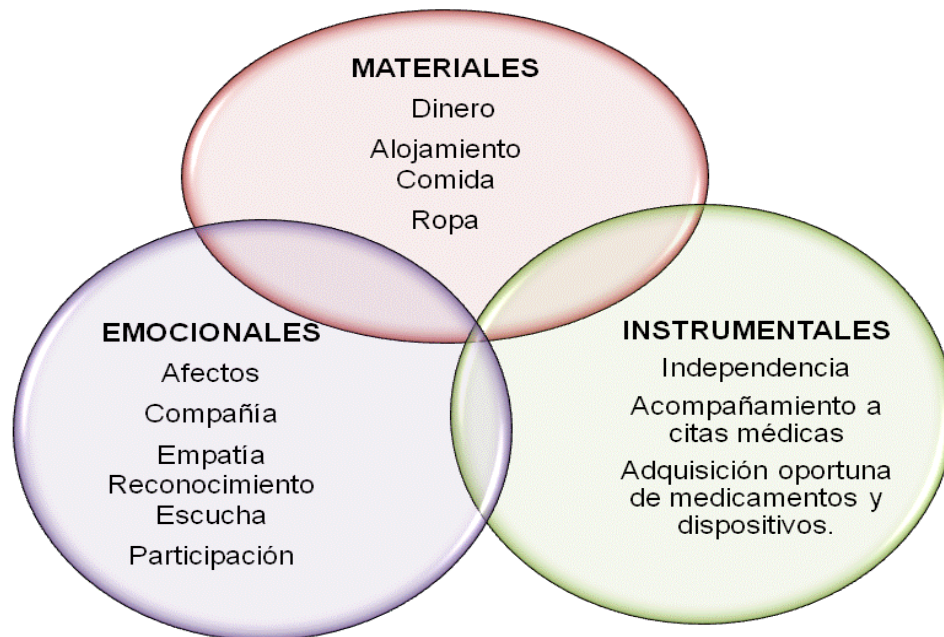 MATERIALES
Dinero
Alojamiento
Comida
Ropa
EMOCIONALES
Afectos
Compañía
Empatía
Reconocimiento
Escucha
Participación
INSTRUMENTALES
Independencia
Acompañamiento a
citas médicas
Adquisición oportuna
de medicamentos y
dispositivos.